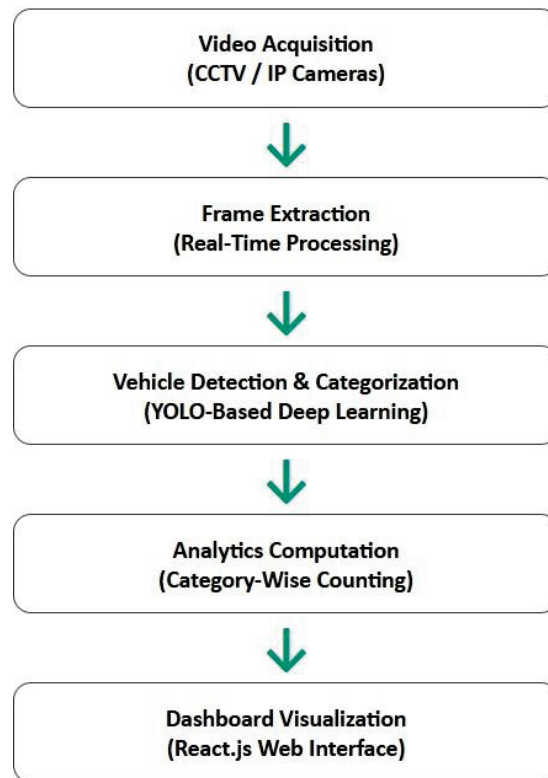 Video Acquisition
(CCTV / IP Cameras)
Frame Extraction
(Real-Time Processing)
Vehicle Detection & Categorization
(YOLO-Based Deep Learning)
Analytics Computation
(Category-Wise Counting)
Dashboard Visualization
(React.js Web Interface)